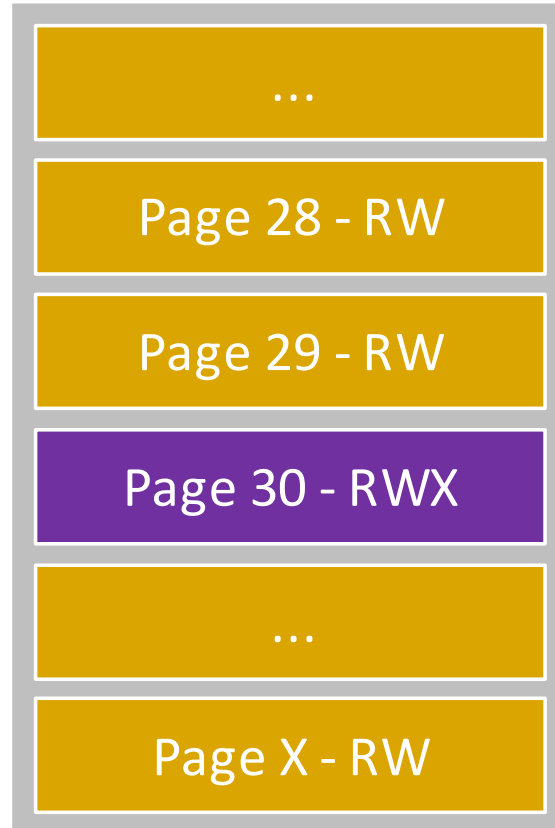 ...
Page 28 - RW
Page 29 - RW
Page 30 - RWX
...
Page X - RW